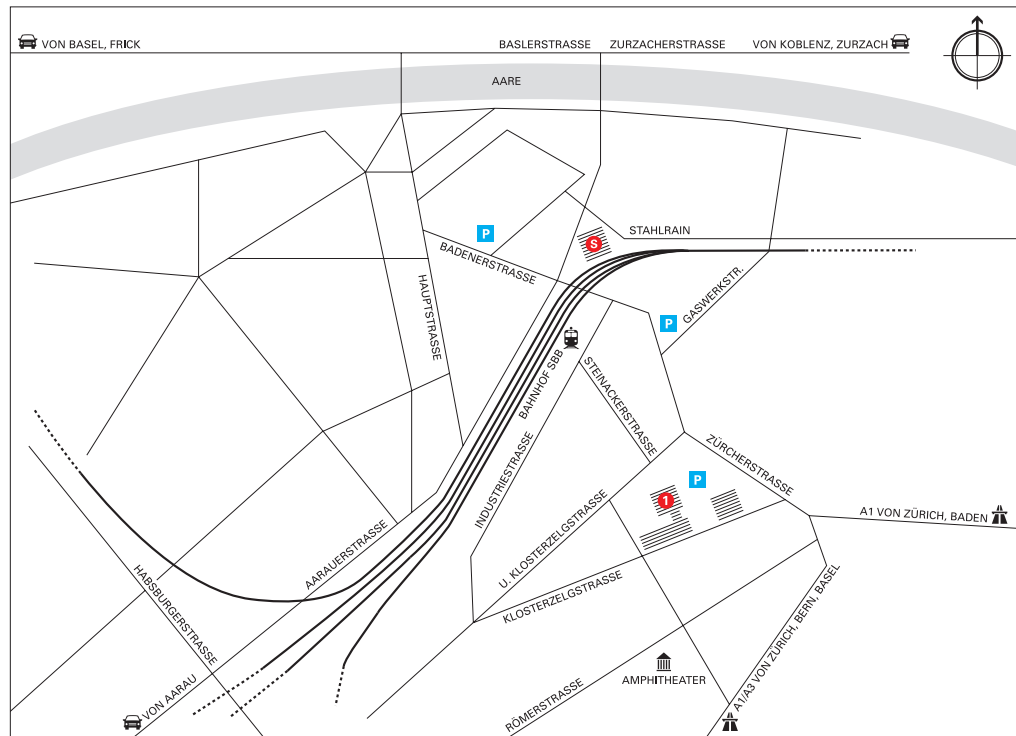 VON BASEL, FRICK
BASLERSTRASSE
ZURZACHERSTRASSE
VON KOBLENZ, ZURZACH
AARE
P
STAHLRAIN
S
BADENERSTRASSE
HAUPTSTRASSE
GASWERKSTR.
P
BAHNHOF SBB
STEINACKERSTRASSE
INDUSTRIESTRASSE
ZÜRCHERSTRASSE
P
1
A1 VON ZÜRICH, BADEN
U. KLOSTERZELGSTRASSE
AARAUERSTRASSE
HABSBURGERSTRASSE
KLOSTERZELGSTRASSE
A1/A3 VON ZÜRICH, BERN, BASEL
AMPHITHEATER
RÖMERSTRASSE
VON AARAU